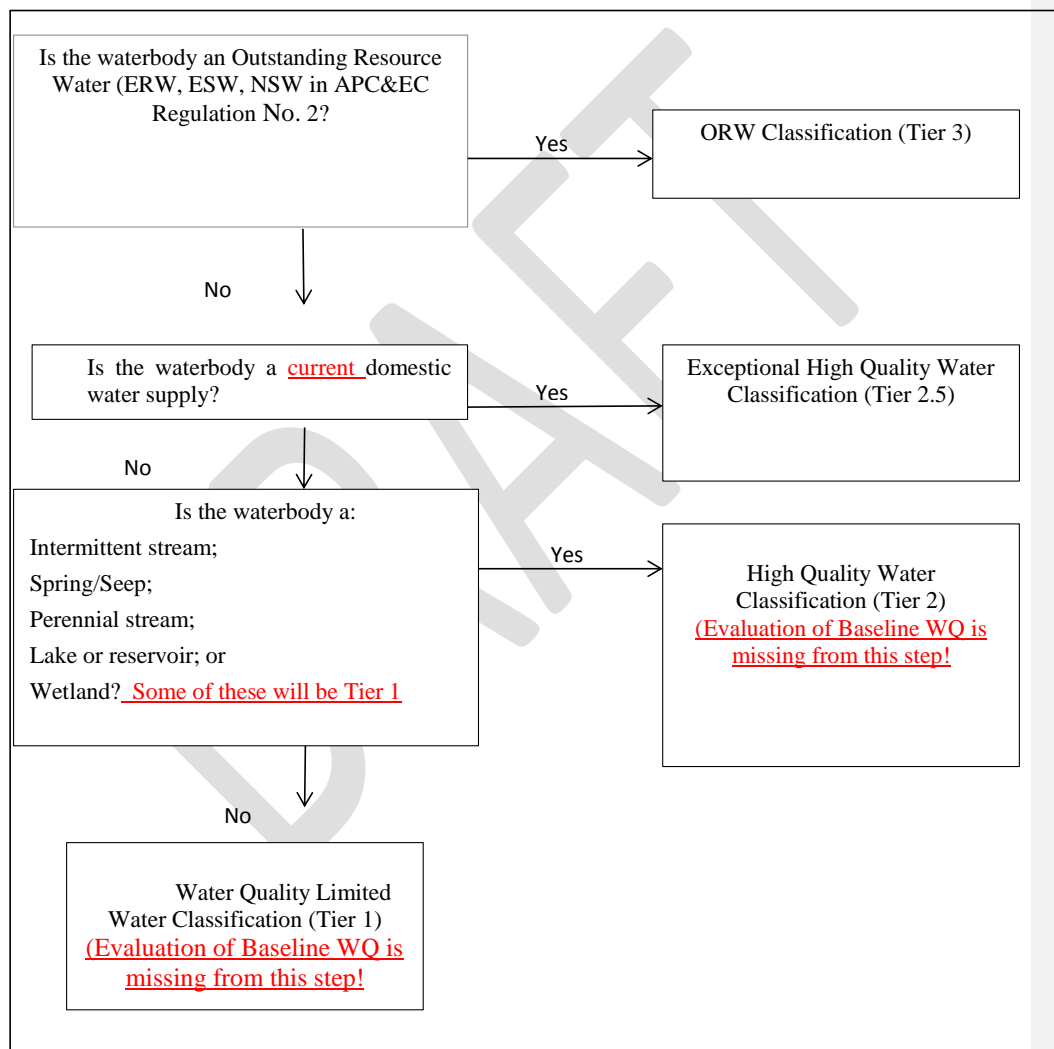 Is the waterbody an Outstanding Resource
Water (ERW, ESW, NSW in APC&EC
Regulation No. 2?
Yes
ORW Classification (Tier 3)
No
Is the waterbody a current domestic
water supply?
Yes
Exceptional High Quality Water
Classification (Tier 2.5)
No
Is the waterbody a:
Intermittent stream;
Spring/Seep;
Perennial stream;
Lake or reservoir; or
Wetland? Some of these will be Tier 1
Yes
High Quality Water
Classification (Tier 2)
(Evaluation of Baseline WQ is
missing from this step!
No
Water Quality Limited
Water Classification (Tier 1)
(Evaluation of Baseline WQ is
missing from this step!
DRAFT